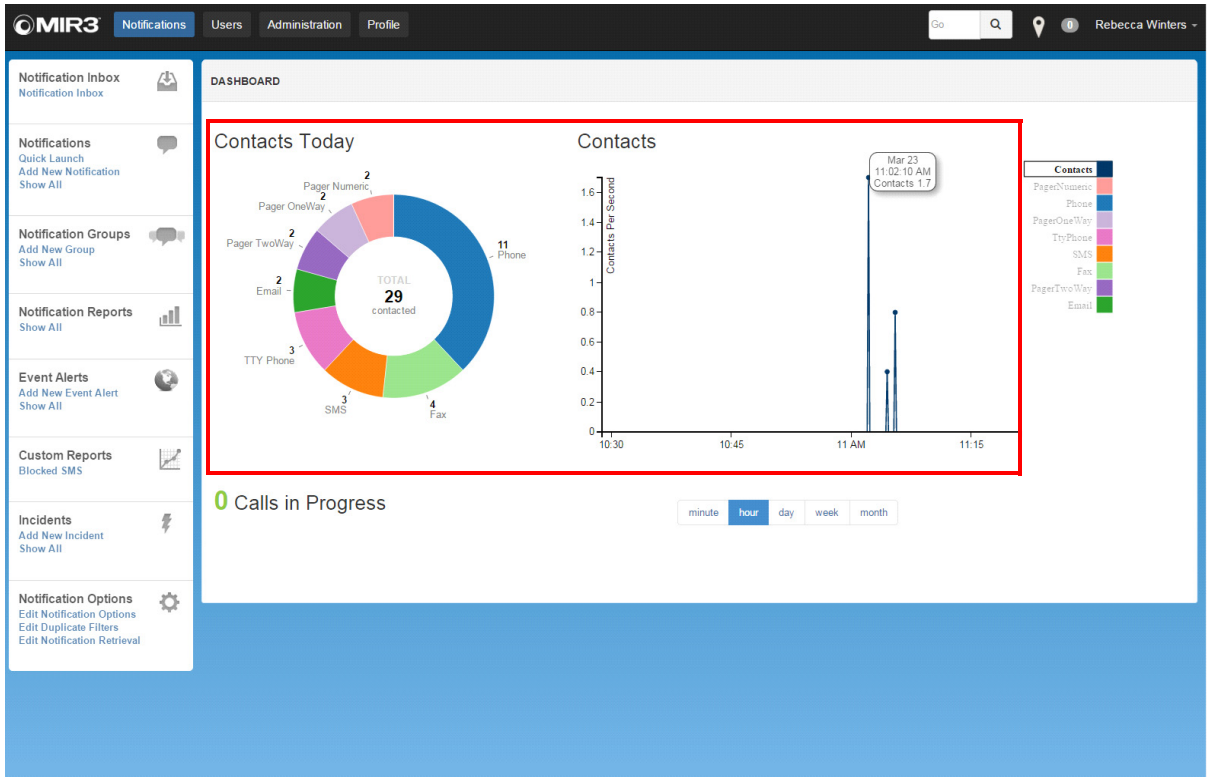 MIR3
Notifications
Users
Administration
Profile
Go
0
Rebecca Winters
Notification Inbox
Notification Inbox
Notifications
Quick Launch
Add New Notification
Show All
Notification Groups
Add New Group
Show All
Notification Reports
Show All
Event Alerts
Add New Event Alert
Show All
Custom Reports
Blocked SMS
Incidents
Add New Incident
Show All
Notification Options
Edit Notification Options
Edit Duplicate Filters
Edit Notification Retrieval
DASHBOARD
Contacts Today
2
Pager Numeric
2
Pager OneWay
2
Pager TwoWay
2
Email
3
TTY Phone
3
SMS
4
Fax
11
Phone
TOTAL
29
contacted
Contacts
Contacts Per Second
1.6
1.4
1.2
1
0.8
0.6
0.4
0.2
0
10:30
10:45
11 AM
11:15
Mar 23
11:02:10 AM
Contacts 1.7
Contacts
PagerNumeric
Phone
PagerOneWay
TtyPhone
SMS
Fax
PagerTwoWay
Email
0 Calls in Progress
minute
hour
day
week
month